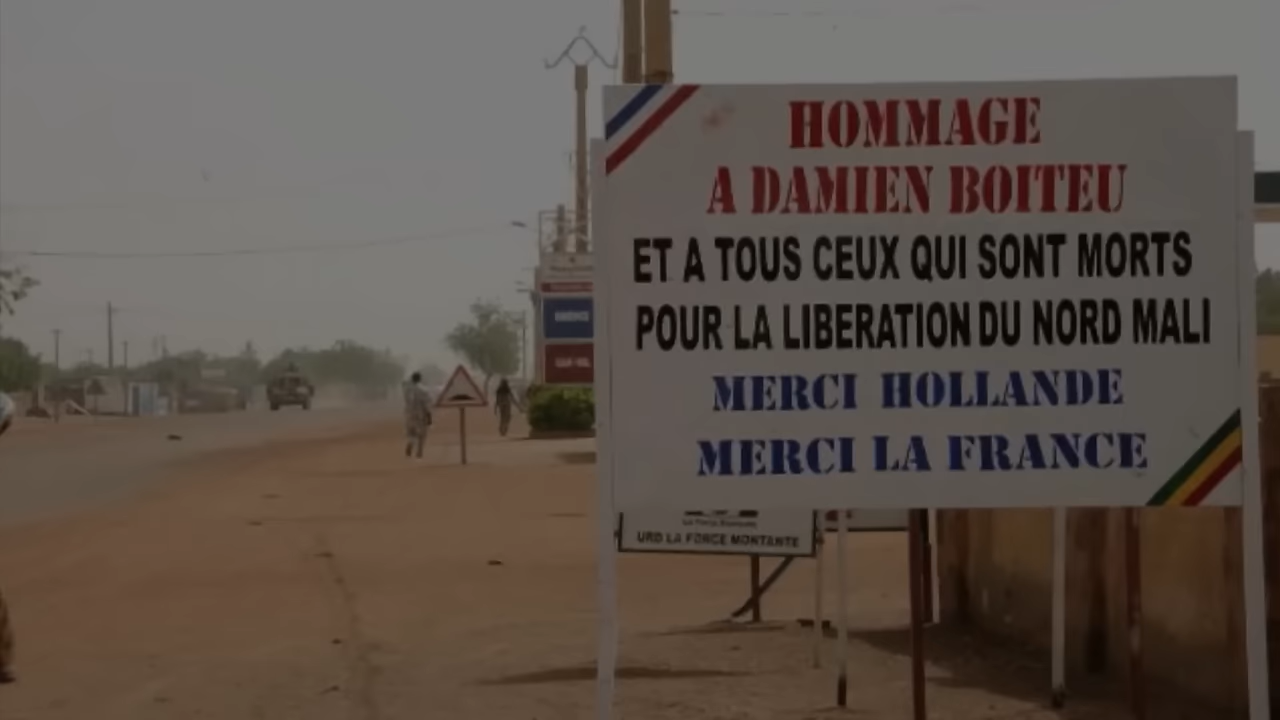 HOMMAGE
A DAMIEN BOITEU
ET A TOUS CEUX QUI SONT MORTS
POUR LA LIBERATION DU NORD MALI
MERCI HOLLANDE
MERCI LA FRANCE
URD LA FORCE MONTANTE